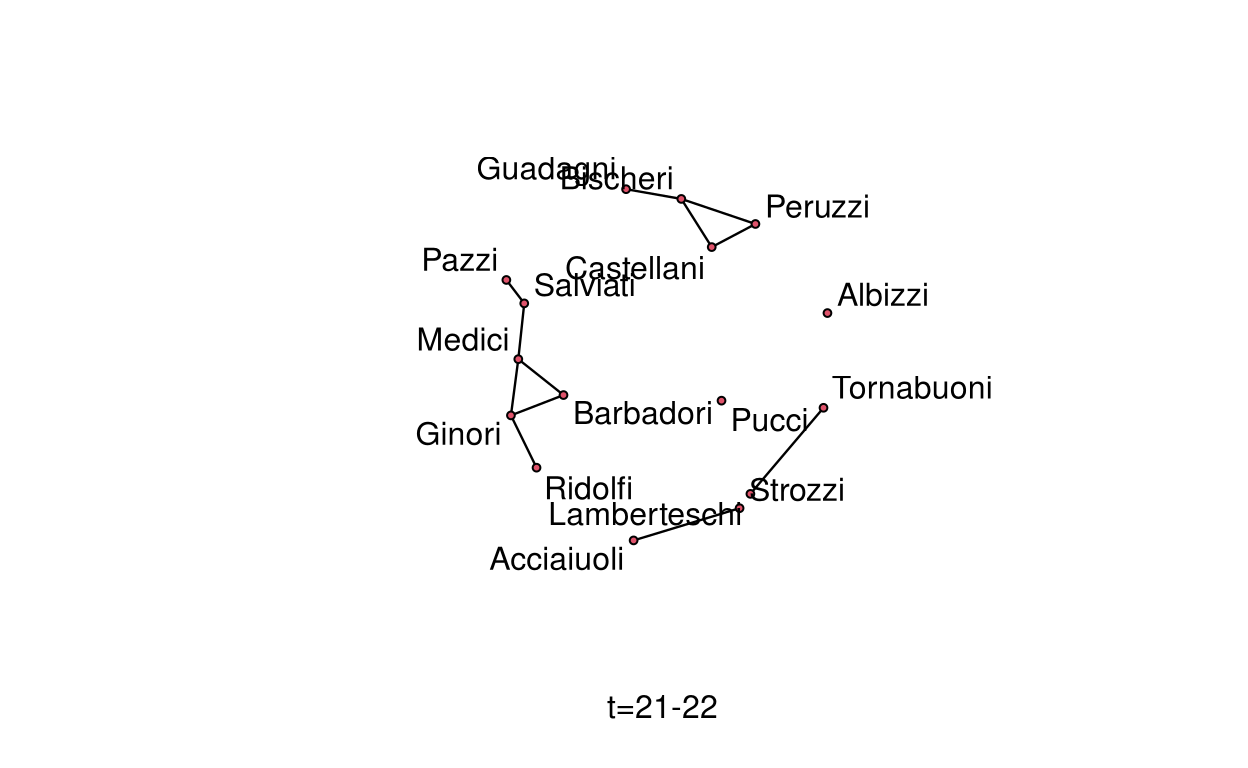 Guadagni
Bischeri
Peruzzi
Pazzi
Castellani
Salviati
Albizzi
Medici
Tornabuoni
Barbadori
Pucci
Ginori
Ridolfi
Strozzi
Lamberteschi
Acciaiuoli
t=21-22